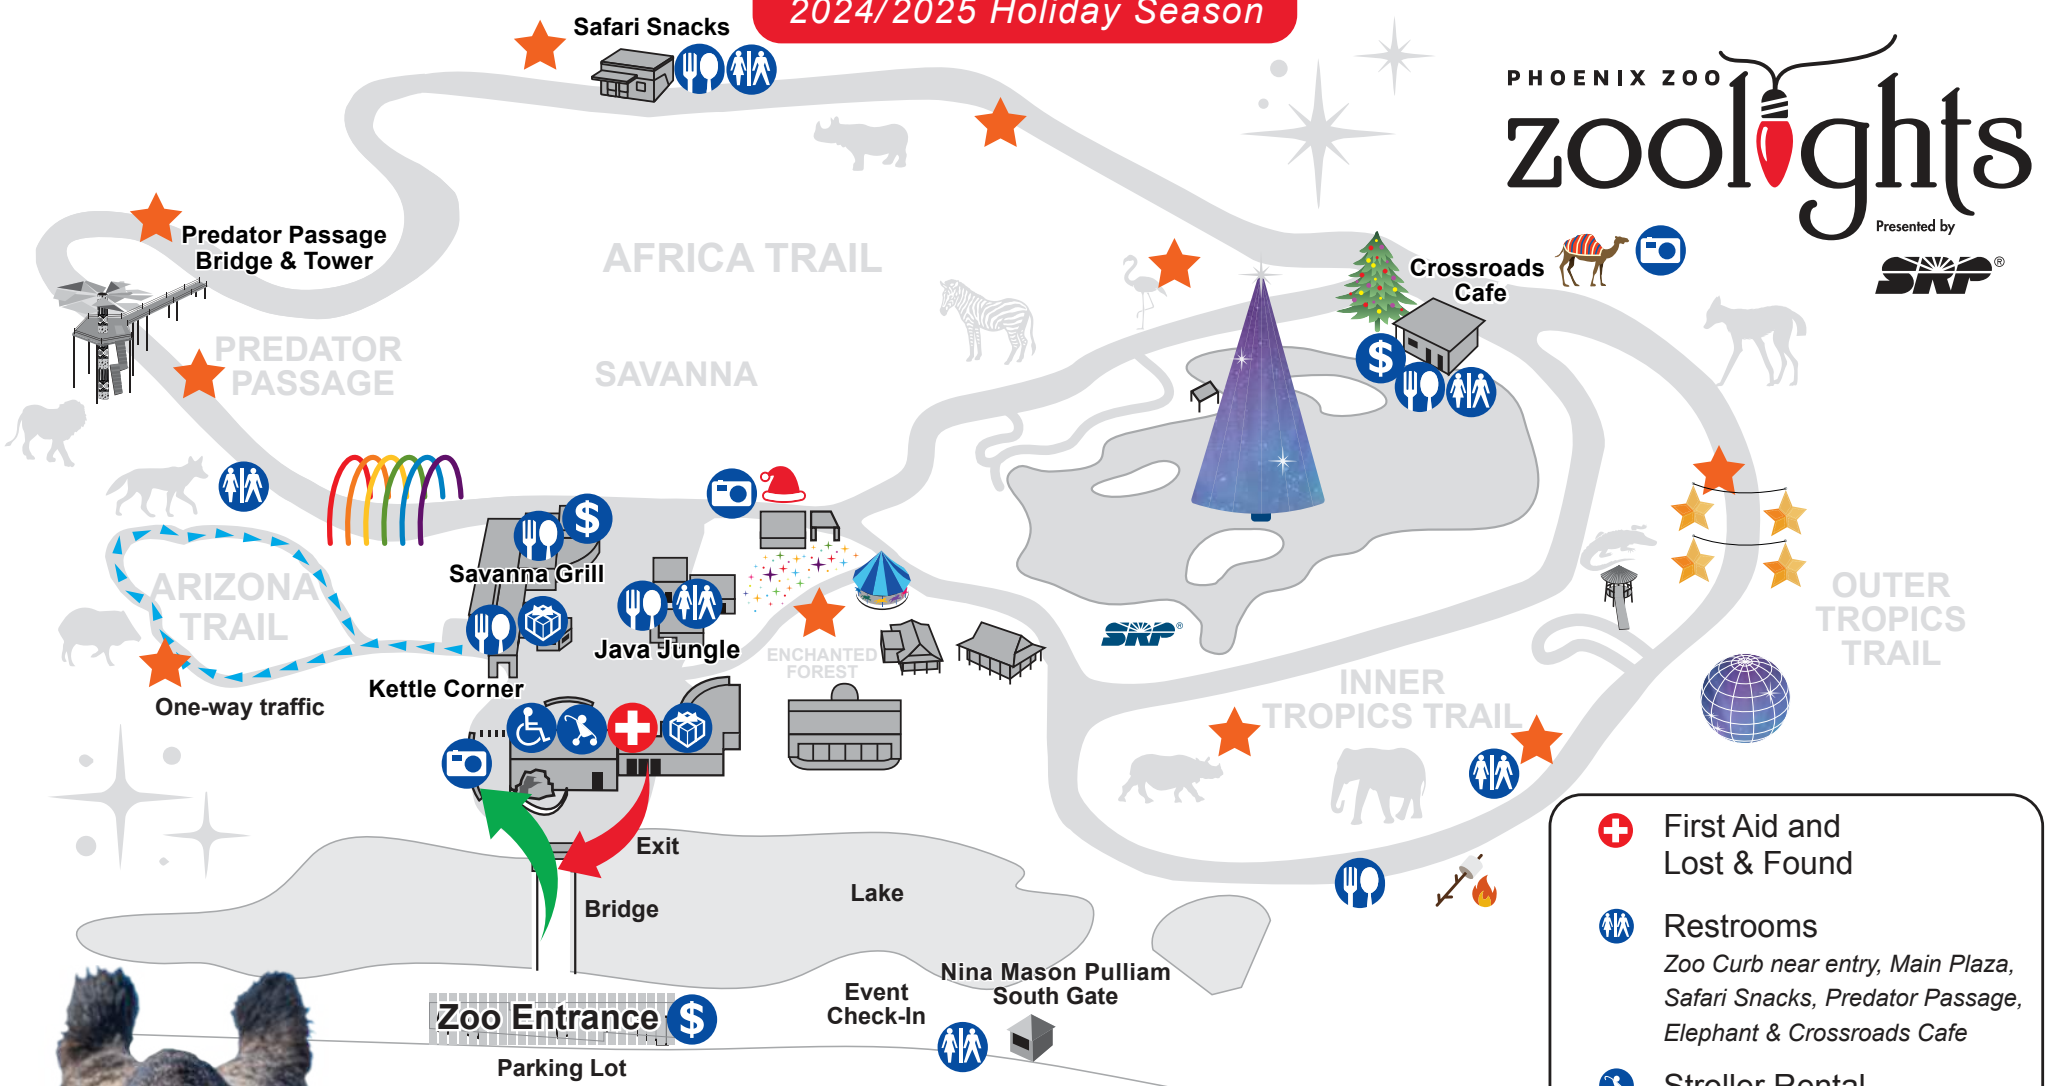 2024/2025 Holiday Season
Safari Snacks
PHOENIX ZOO
zoolights
Presented by
SRP®
Predator Passage
Bridge & Tower
AFRICA TRAIL
Crossroads
Cafe
PREDATOR
PASSAGE
SAVANNA
$
$
Savanna Grill
ARIZONA
TRAIL
OUTER
TROPICS
TRAIL
Java Jungle
SRP®
ENCHANTED
FOREST
Kettle Corner
One-way traffic
INNER
TROPICS TRAIL
Exit
Bridge
Lake
First Aid and
Lost & Found
Restrooms
Zoo Curb near entry, Main Plaza,
Safari Snacks, Predator Passage,
Elephant & Crossroads Cafe
Stroller Rental
Nina Mason Pulliam
South Gate
Event
Check-In
Zoo Entrance $
Parking Lot